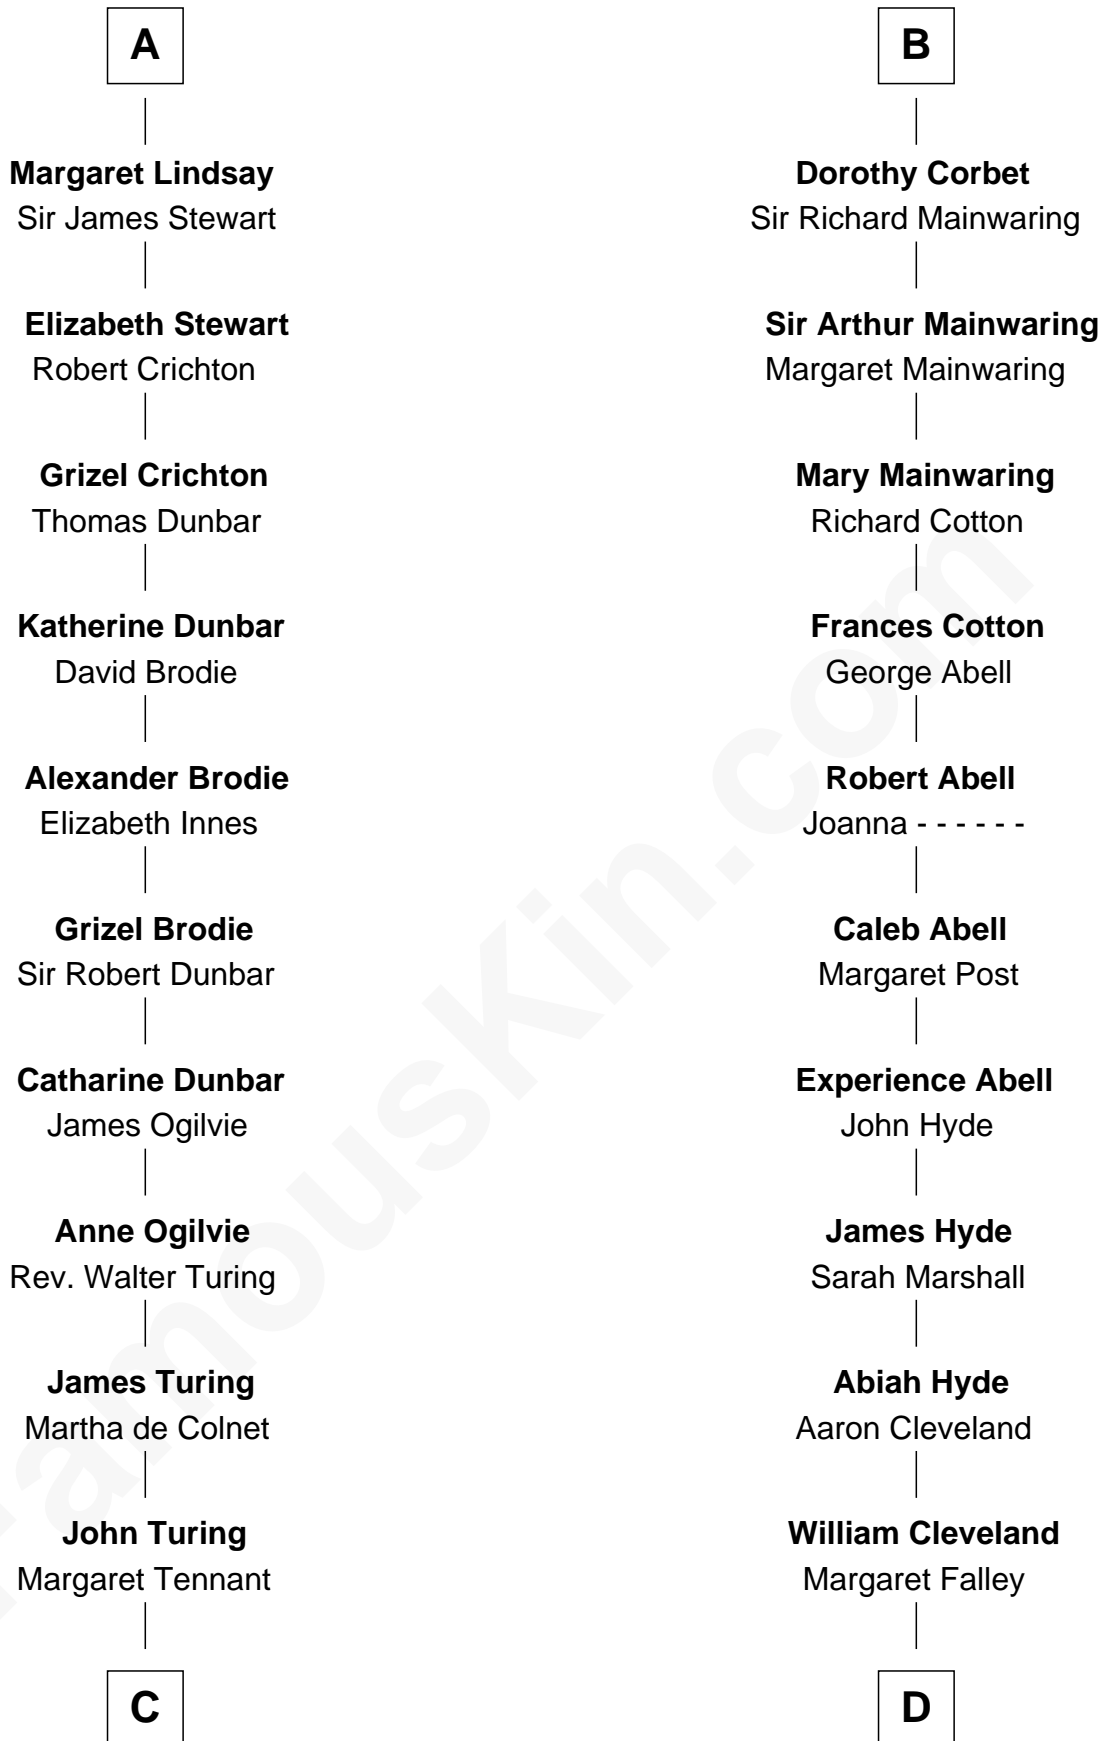 A
Margaret Lindsay
Sir James Stewart
Elizabeth Stewart
Robert Crichton
Grizel Crichton
Thomas Dunbar
Katherine Dunbar
David Brodie
Alexander Brodie
Elizabeth Innes
Grizel Brodie
Sir Robert Dunbar
Catharine Dunbar
James Ogilvie
Anne Ogilvie
Rev. Walter Turing
James Turing
Martha de Colnet
John Turing
Margaret Tennant
C
B
Dorothy Corbet
Sir Richard Mainwaring
Sir Arthur Mainwaring
Margaret Mainwaring
Mary Mainwaring
Richard Cotton
Frances Cotton
George Abell
Robert Abell
Joanna - - - - - -
Caleb Abell
Margaret Post
Experience Abell
John Hyde
James Hyde
Sarah Marshall
Abiah Hyde
Aaron Cleveland
William Cleveland
Margaret Falley
D
FamousKin.com